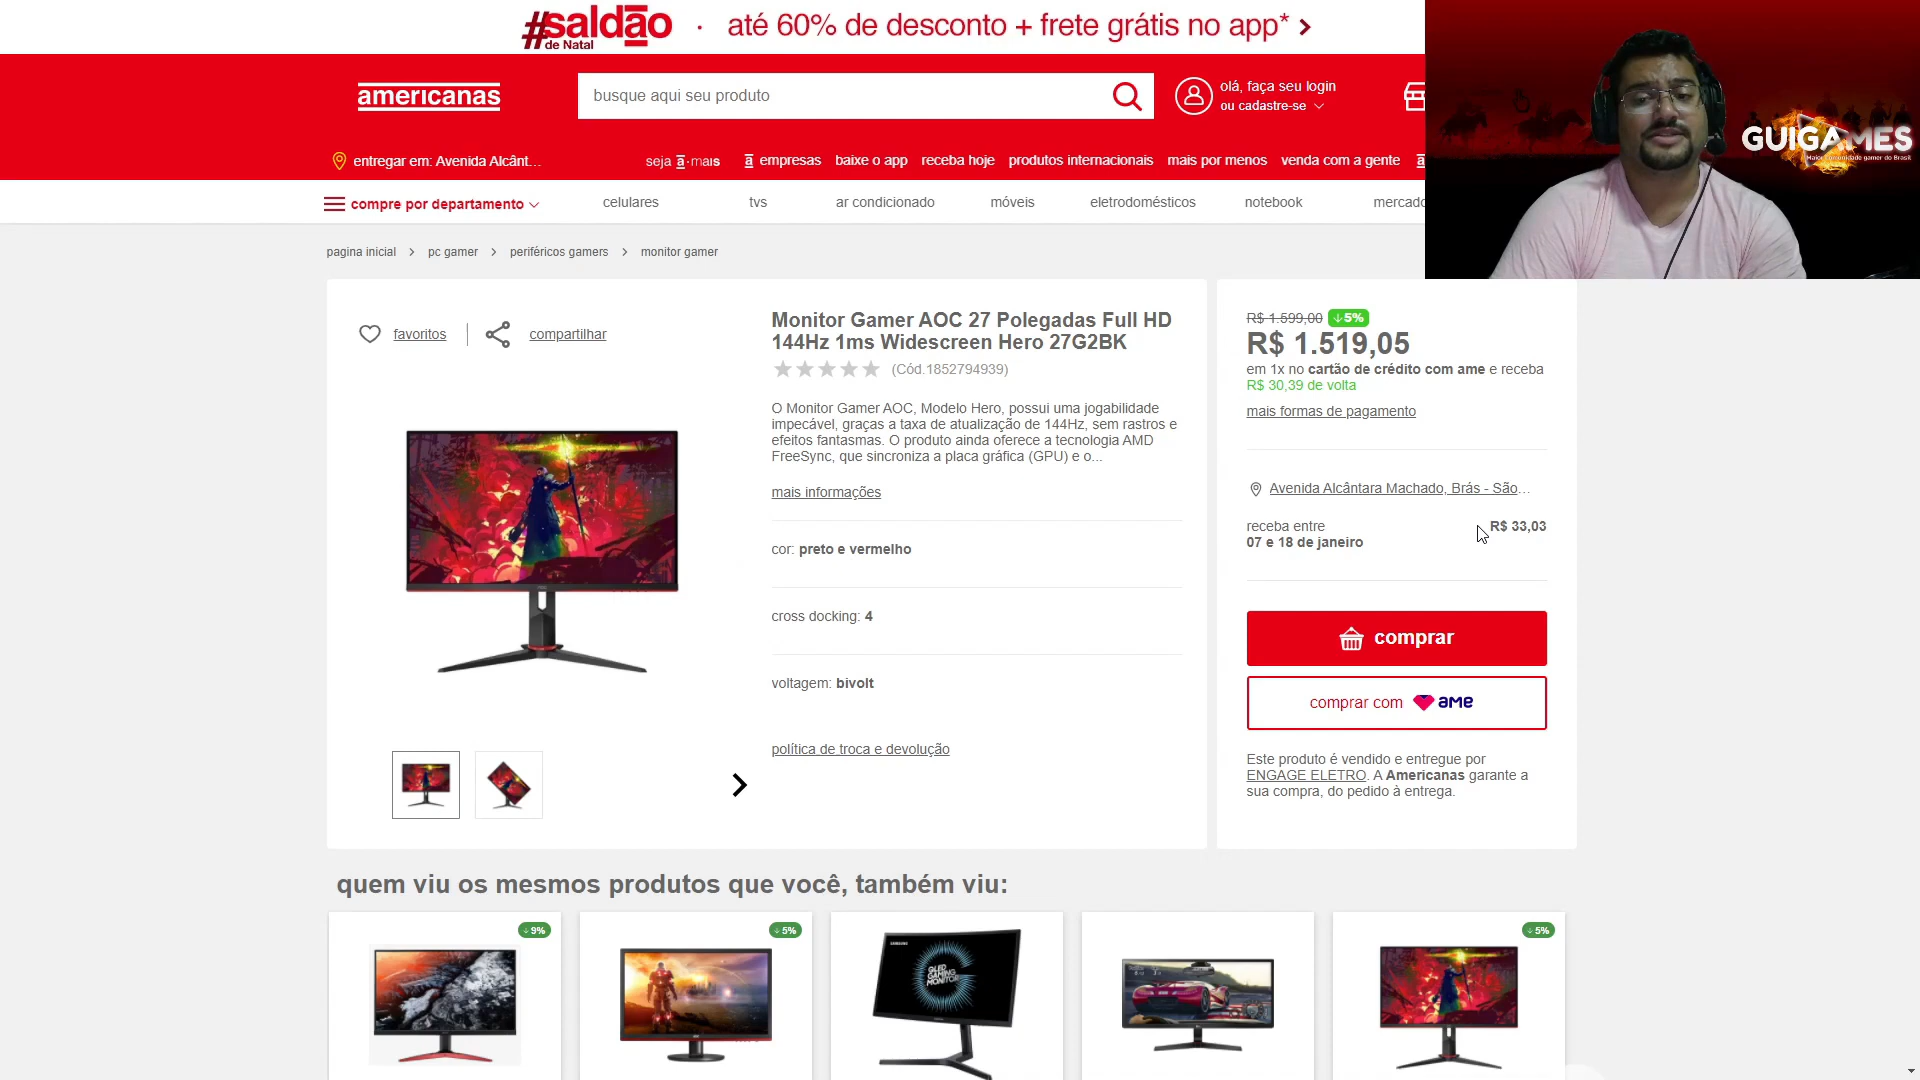 #saldão
de Natal
· até 60% de desconto + frete grátis no app*
americanas
busque aqui seu produto
olá, faça seu login
ou cadastre-se
GUIGAMES
entregar em: Avenida Alcânt...
seja a·mais
a empresas
baixe o app
receba hoje
produtos internacionais
mais por menos
venda com a gente
a
compre por departamento
celulares
tvs
ar condicionado
móveis
eletrodomésticos
notebook
mercado
pagina inicial
pc gamer
periféricos gamers
monitor gamer
favoritos
compartilhar
Monitor Gamer AOC 27 Polegadas Full HD
144Hz 1ms Widescreen Hero 27G2BK
(Cód.1852794939)
O Monitor Gamer AOC, Modelo Hero, possui uma jogabilidade
impecável, graças a taxa de atualização de 144Hz, sem rastros e
efeitos fantasmas. O produto ainda oferece a tecnologia AMD
FreeSync, que sincroniza a placa gráfica (GPU) e o...
mais informações
cor: preto e vermelho
cross docking: 4
voltagem: bivolt
política de troca e devolução
R$ 1.599,00 5%
R$ 1.519,05
em 1x no cartão de crédito com ame e receba
R$ 30,39 de volta
mais formas de pagamento
Avenida Alcântara Machado, Brás - São...
receba entre R$ 33,03
07 e 18 de janeiro
comprar
comprar com ame
Este produto é vendido e entregue por
ENGAGE ELETRO. A Americanas garante a
sua compra, do pedido à entrega.
quem viu os mesmos produtos que você, também viu:
9%
5%
SAMSUNG
QLED
GAMING
MONITOR
5%